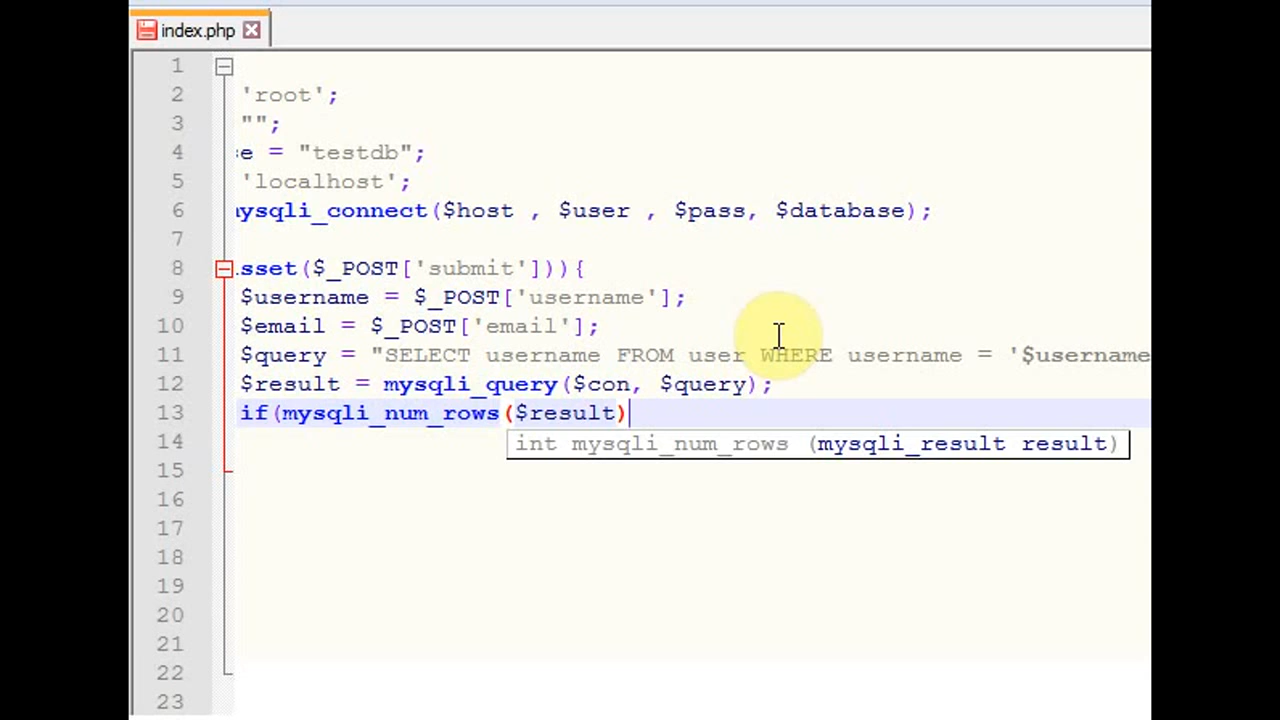 index.php
1
2 'root';
3 "";
4 se = "testdb";
5 'localhost';
6 mysqli_connect($host , $user , $pass, $database);
7
8 isset($_POST['submit'])){
9 $username = $_POST['username'];
10 $email = $_POST['email'];
11 $query = "SELECT username FROM user WHERE username = '$username
12 $result = mysqli_query($con, $query);
13 if(mysqli_num_rows($result)
14 int mysqli_num_rows (mysqli_result result)
15
16
17
18
19
20
21
22
23